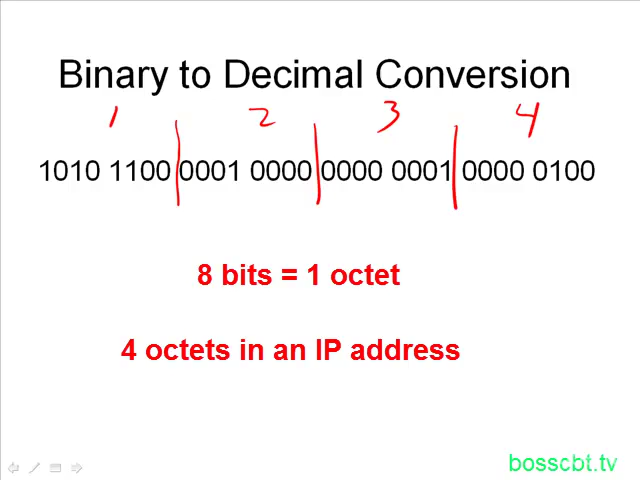 Binary to Decimal Conversion
1 2 3 4
1010 1100 0001 0000 0000 0001 0000 0100
8 bits = 1 octet
4 octets in an IP address
bosscbt.tv